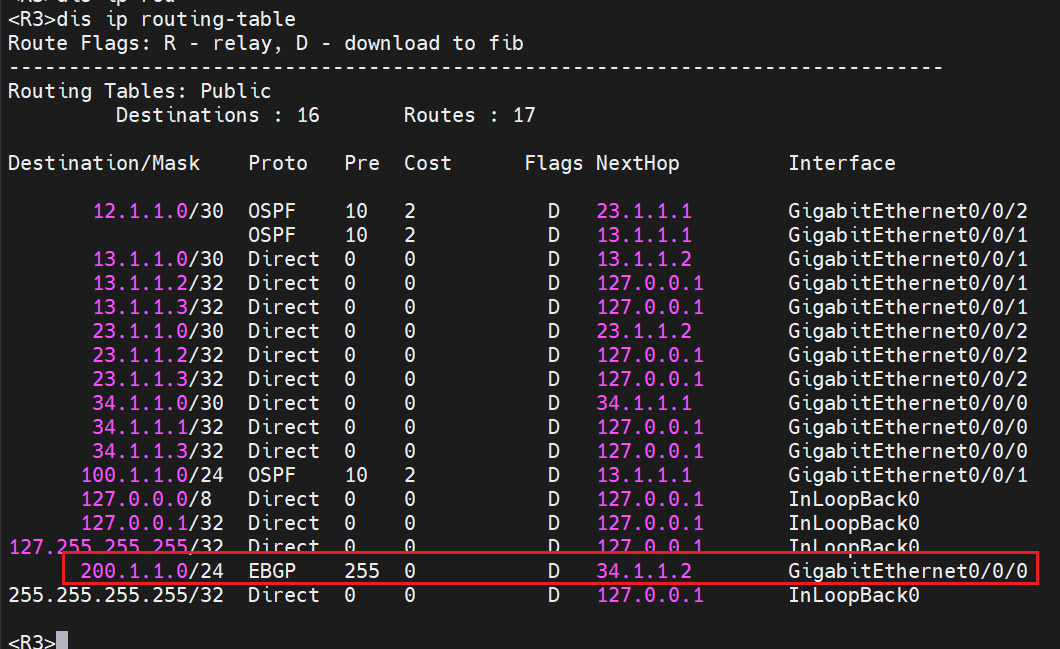 <R3>dis ip rou
<R3>dis ip routing-table
Route Flags: R - relay, D - download to fib
------------------------------------------------------------------------------
Routing Tables: Public
         Destinations : 16       Routes : 17

Destination/Mask    Proto   Pre  Cost      Flags NextHop         Interface

       12.1.1.0/30  OSPF    10   2           D   23.1.1.1        GigabitEthernet0/0/2
                    OSPF    10   2           D   13.1.1.1        GigabitEthernet0/0/1
       13.1.1.0/30  Direct  0    0           D   13.1.1.2        GigabitEthernet0/0/1
       13.1.1.2/32  Direct  0    0           D   127.0.0.1       GigabitEthernet0/0/1
       13.1.1.3/32  Direct  0    0           D   127.0.0.1       GigabitEthernet0/0/1
       23.1.1.0/30  Direct  0    0           D   23.1.1.2        GigabitEthernet0/0/2
       23.1.1.2/32  Direct  0    0           D   127.0.0.1       GigabitEthernet0/0/2
       23.1.1.3/32  Direct  0    0           D   127.0.0.1       GigabitEthernet0/0/2
       34.1.1.0/30  Direct  0    0           D   34.1.1.1        GigabitEthernet0/0/0
       34.1.1.1/32  Direct  0    0           D   127.0.0.1       GigabitEthernet0/0/0
       34.1.1.3/32  Direct  0    0           D   127.0.0.1       GigabitEthernet0/0/0
      100.1.1.0/24  OSPF    10   2           D   13.1.1.1        GigabitEthernet0/0/1
      127.0.0.0/8   Direct  0    0           D   127.0.0.1       InLoopBack0
      127.0.0.1/32  Direct  0    0           D   127.0.0.1       InLoopBack0
127.255.255.255/32  Direct  0    0           D   127.0.0.1       InLoopBack0
      200.1.1.0/24  EBGP    255  0           D   34.1.1.2        GigabitEthernet0/0/0
255.255.255.255/32  Direct  0    0           D   127.0.0.1       InLoopBack0

<R3>